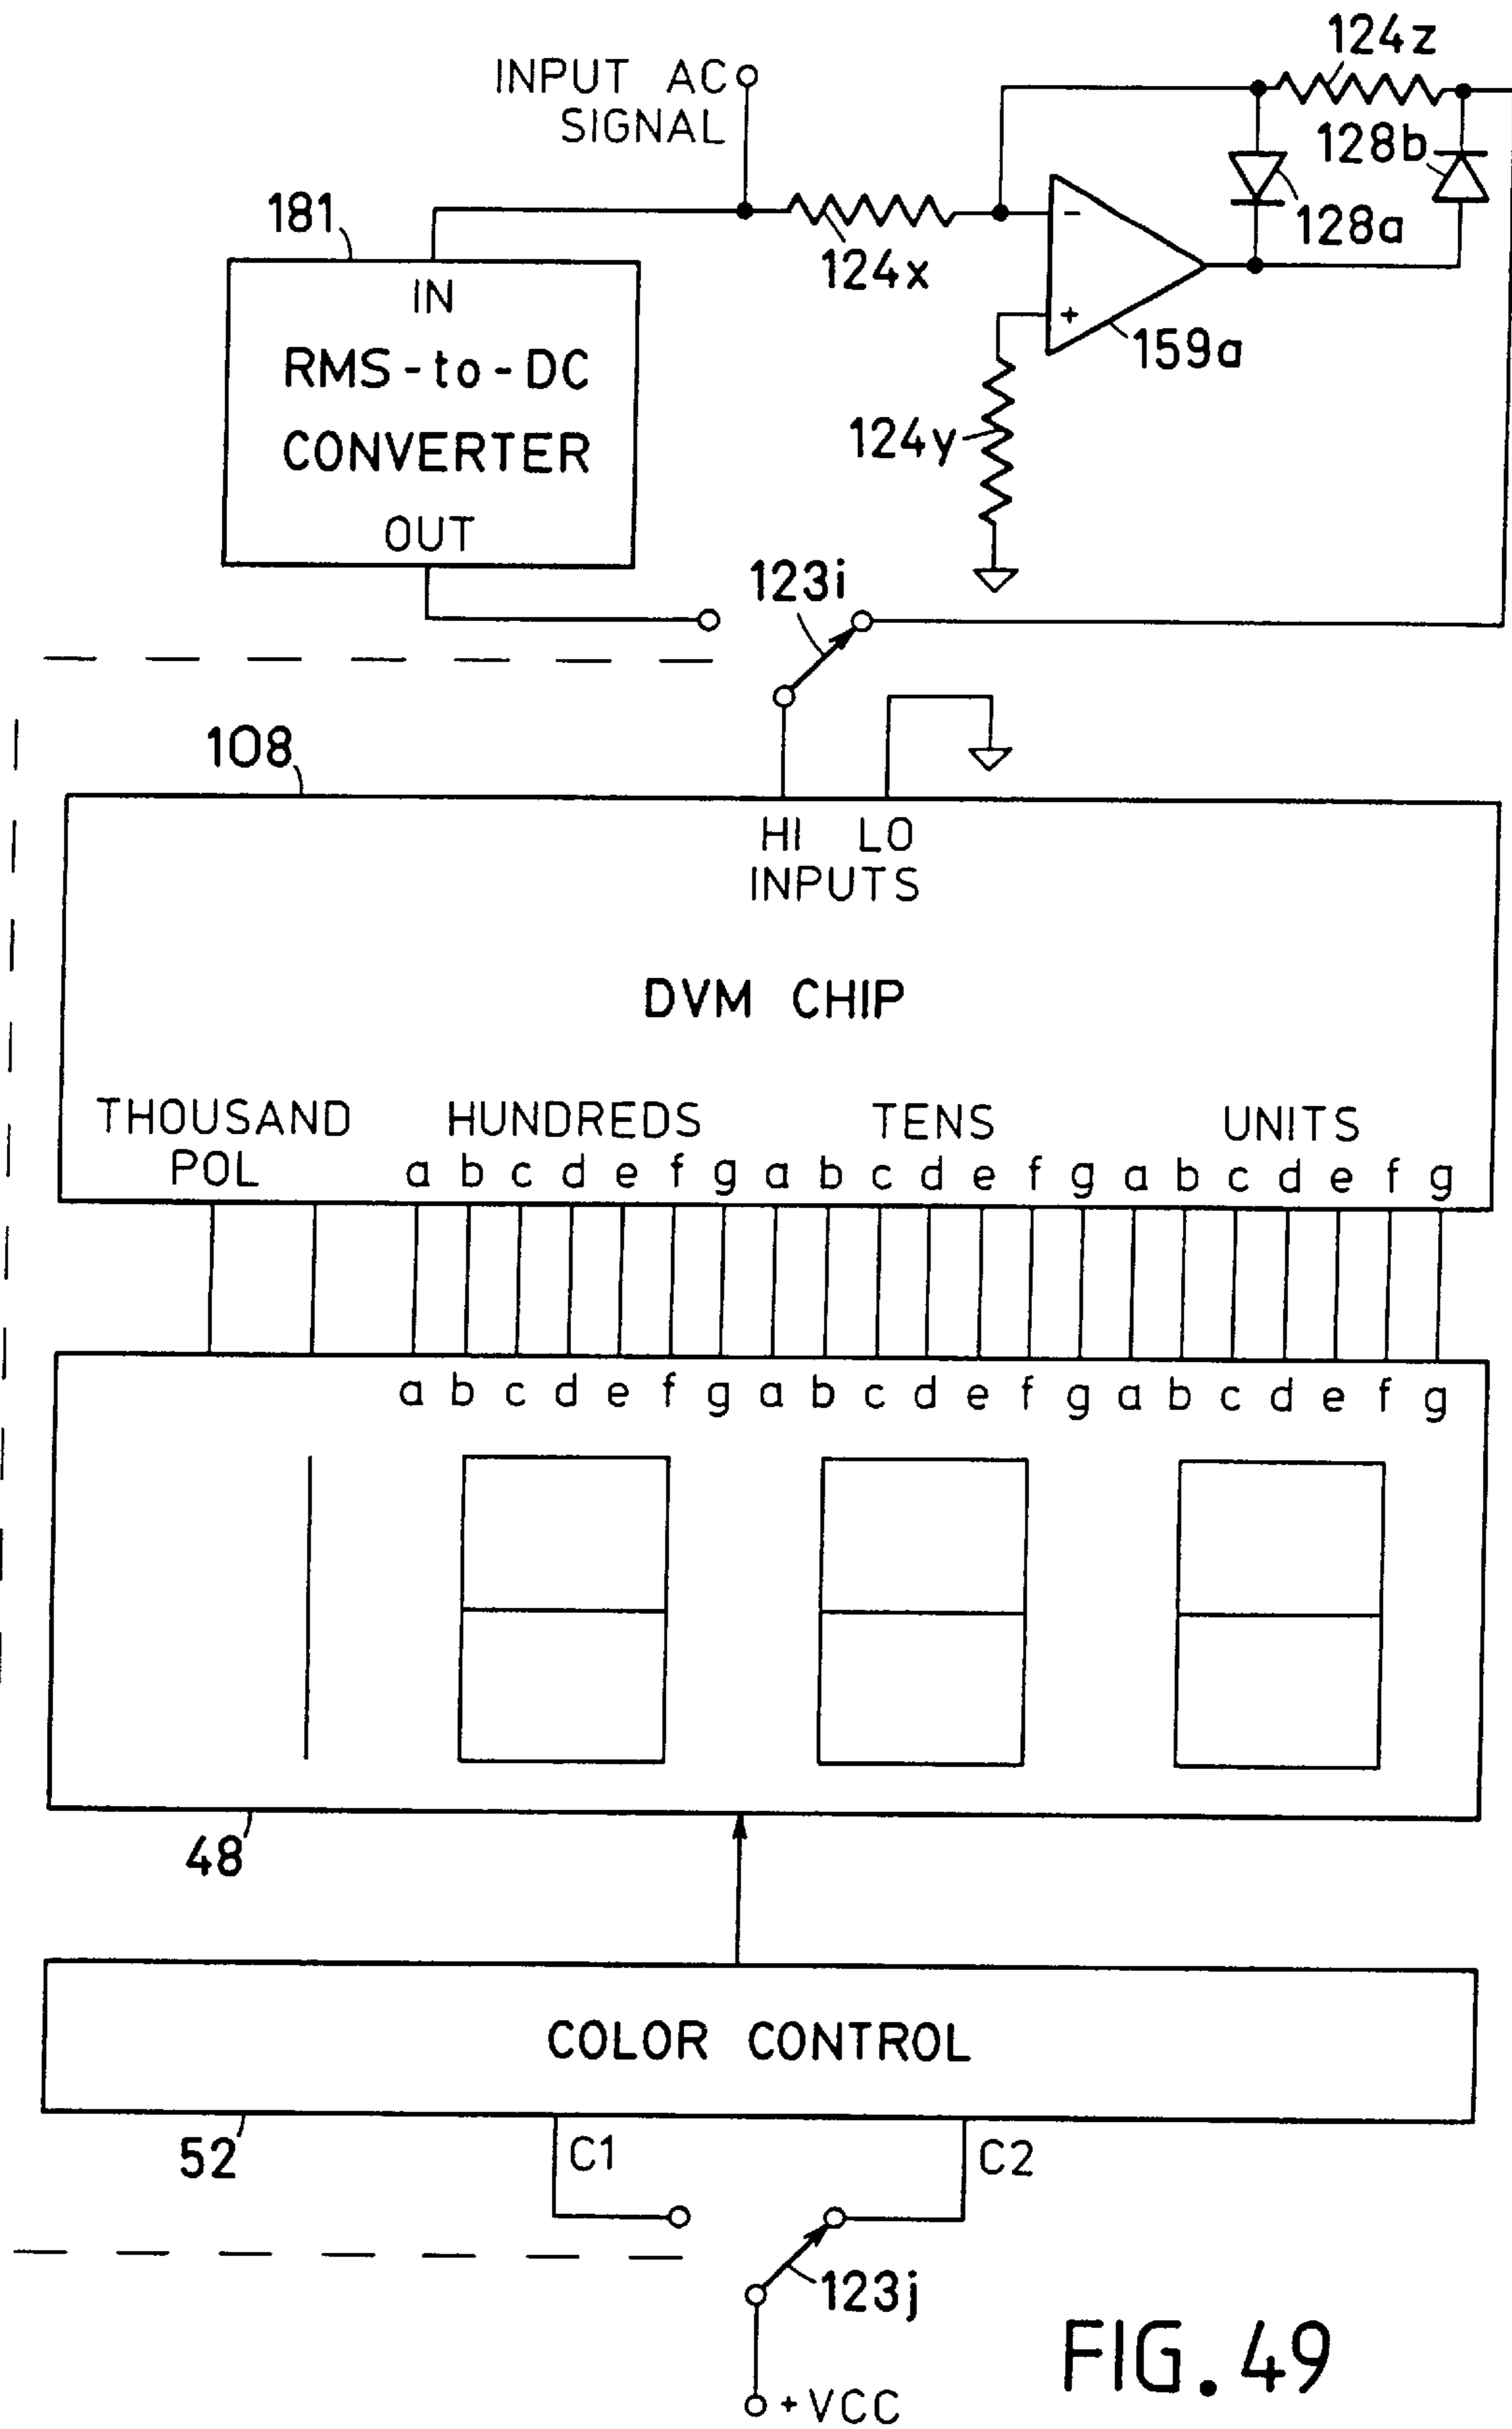 124z
INPUT AC
SIGNAL
128b
181
128a
124x
IN
- 
+
159a
RMS-to-DC
CONVERTER
124y
OUT
123i
108
HI LO
INPUTS
DVM CHIP
THOUSAND HUNDREDS TENS UNITS
POL a b c d e f g a b c d e f g a b c d e f g
a b c d e f g a b c d e f g a b c d e f g
48
COLOR CONTROL
52
C1 C2
123j
FIG. 49
+VCC